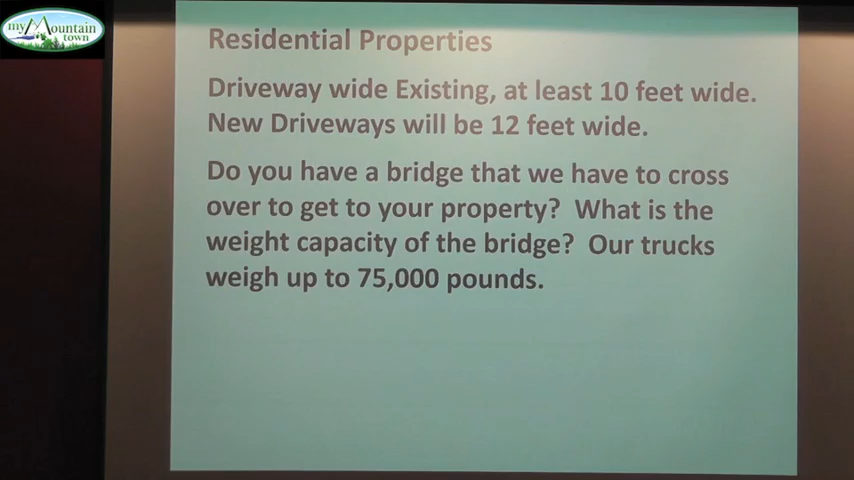 my Mountain
town
Residential Properties
Driveway wide Existing, at least 10 feet wide.
New Driveways will be 12 feet wide.
Do you have a bridge that we have to cross
over to get to your property? What is the
weight capacity of the bridge? Our trucks
weigh up to 75,000 pounds.